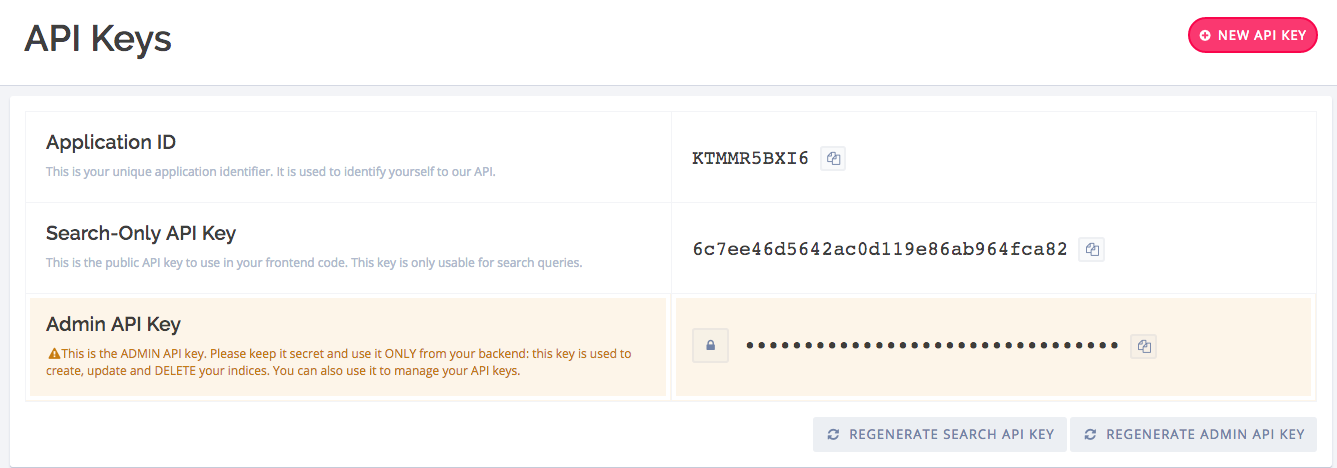 API Keys
NEW API KEY
Application ID
This is your unique application identifier. It is used to identify yourself to our API.
KTMMR5BXI6
Search-Only API Key
This is the public API key to use in your frontend code. This key is only usable for search queries.
6c7ee46d5642ac0d119e86ab964fca82
Admin API Key
This is the ADMIN API key. Please keep it secret and use it ONLY from your backend: this key is used to
create, update and DELETE your indices. You can also use it to manage your API keys.
••••••••••••••••••••••••••••••••
REGENERATE SEARCH API KEY
REGENERATE ADMIN API KEY